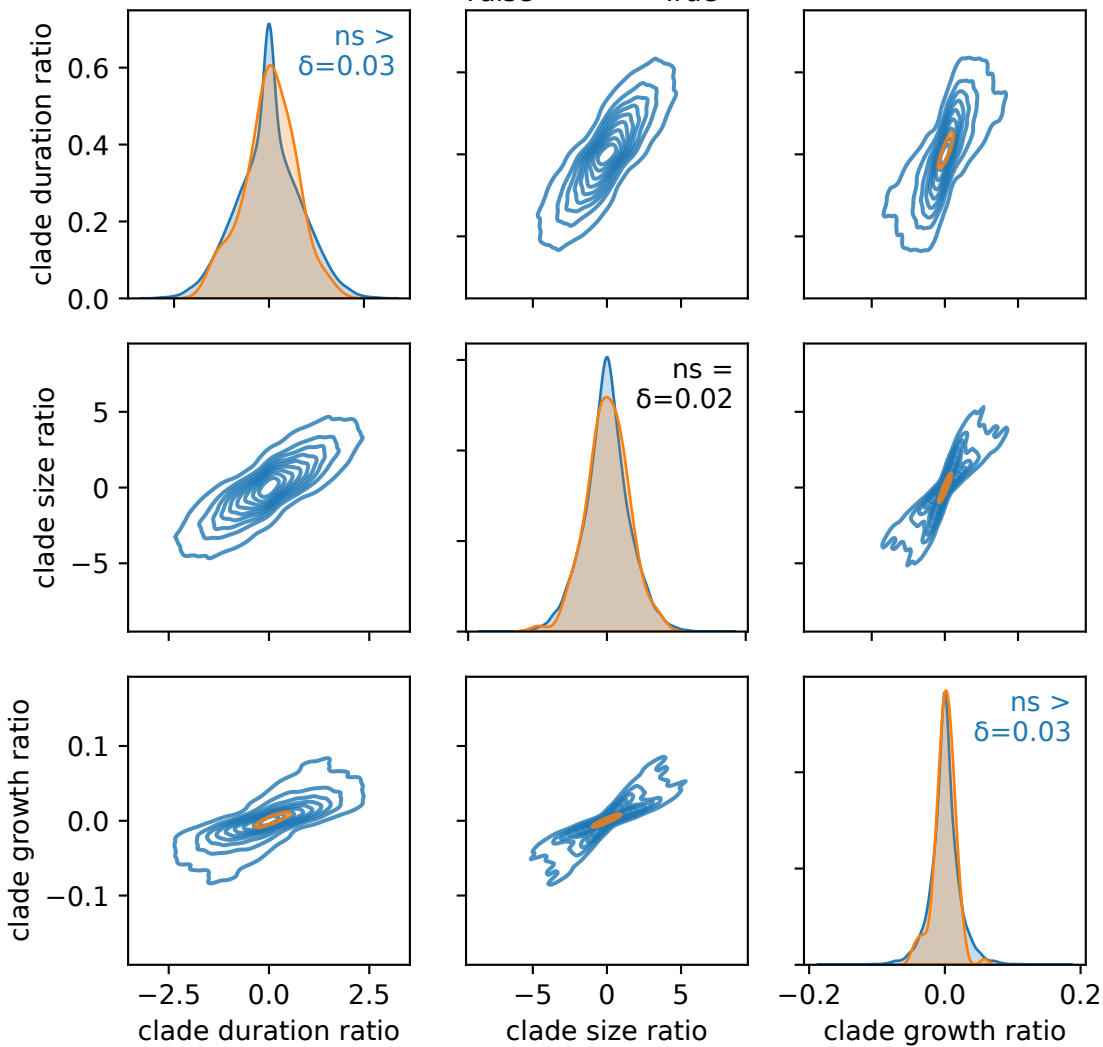 clade duration ratio
0.6
0.4
0.2
0.0
ns >
δ=0.03
clade size ratio
5
0
−5
ns =
δ=0.02
clade growth ratio
0.1
0.0
−0.1
ns >
δ=0.03
−2.5 0.0 2.5
−5 0 5
−0.2 0.0 0.2
clade duration ratio
clade size ratio
clade growth ratio